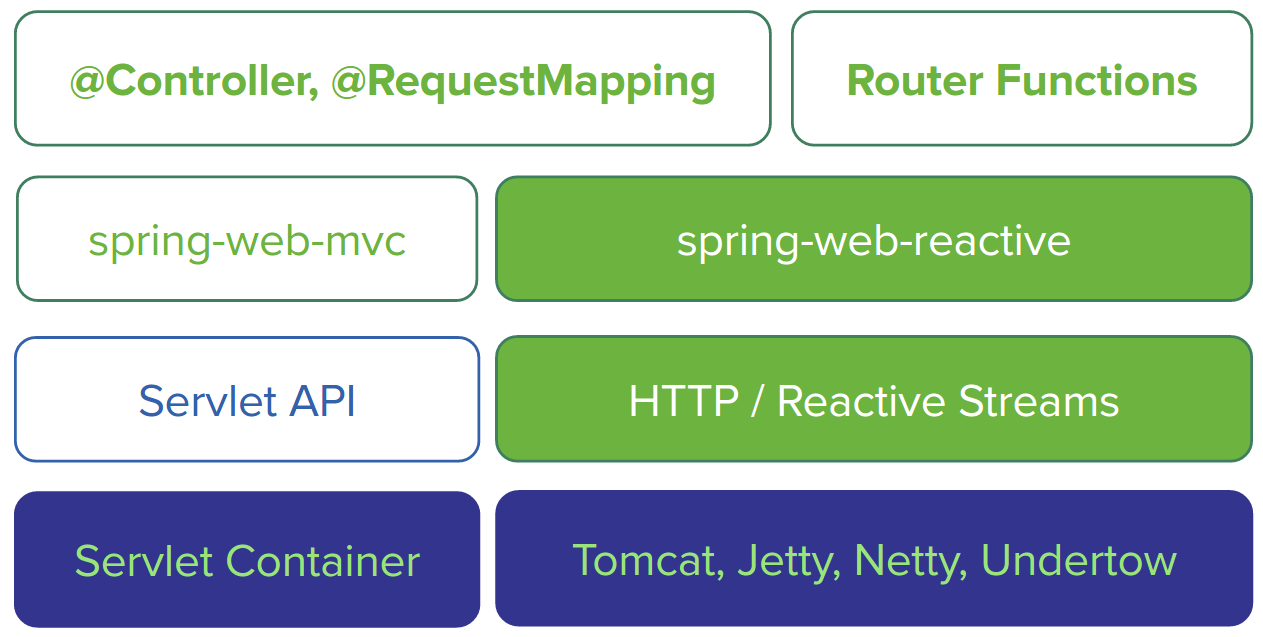 @Controller, @RequestMapping
Router Functions
spring-web-mvc
spring-web-reactive
Servlet API
HTTP / Reactive Streams
Servlet Container
Tomcat, Jetty, Netty, Undertow